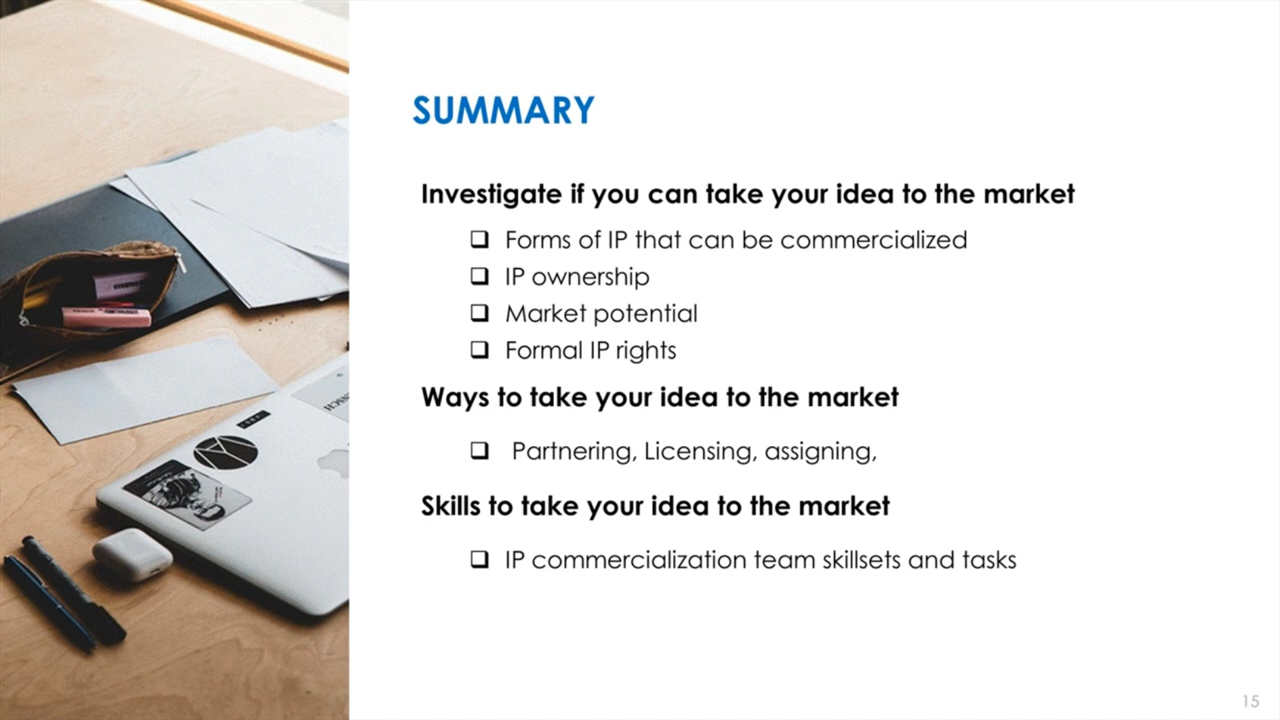 SUMMARY
Investigate if you can take your idea to the market
Forms of IP that can be commercialized
IP ownership
Market potential
Formal IP rights
Ways to take your idea to the market
Partnering, Licensing, assigning,
Skills to take your idea to the market
IP commercialization team skillsets and tasks
15